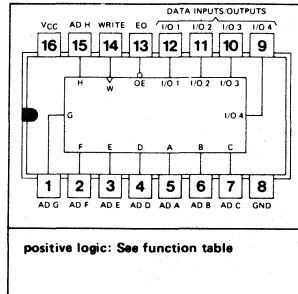 DATA INPUTS/OUTPUTS
VCC AD H WRITE EO I/O 1 I/O 2 I/O 3 I/O 4
16 15 14 13 12 11 10 9
H W OE I/O 1 I/O 2 I/O 3
G I/O 4
F E D A B C
1 2 3 4 5 6 7 8
AD G AD F AD E AD D AD A AD B AD C GND
positive logic: See function table